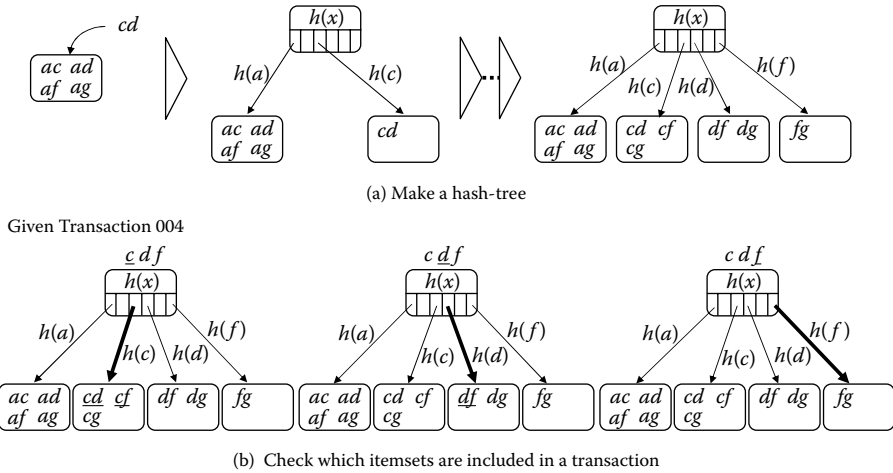 cd
ac ad
af ag
h(x)
h(a)
h(c)
ac ad
af ag
cd
h(x)
h(a)
h(c)
h(d)
h(f)
ac ad
af ag
cd cf
cg
df dg
fg
(a) Make a hash-tree
Given Transaction 004
c d f
h(x)
h(a)
h(c)
h(d)
h(f)
ac ad
af ag
cd cf
cg
df dg
fg
c d f
h(x)
h(a)
h(c)
h(d)
h(f)
ac ad
af ag
cd cf
cg
df dg
fg
c d f
h(x)
h(a)
h(c)
h(d)
h(f)
ac ad
af ag
cd cf
cg
df dg
fg
(b) Check which itemsets are included in a transaction